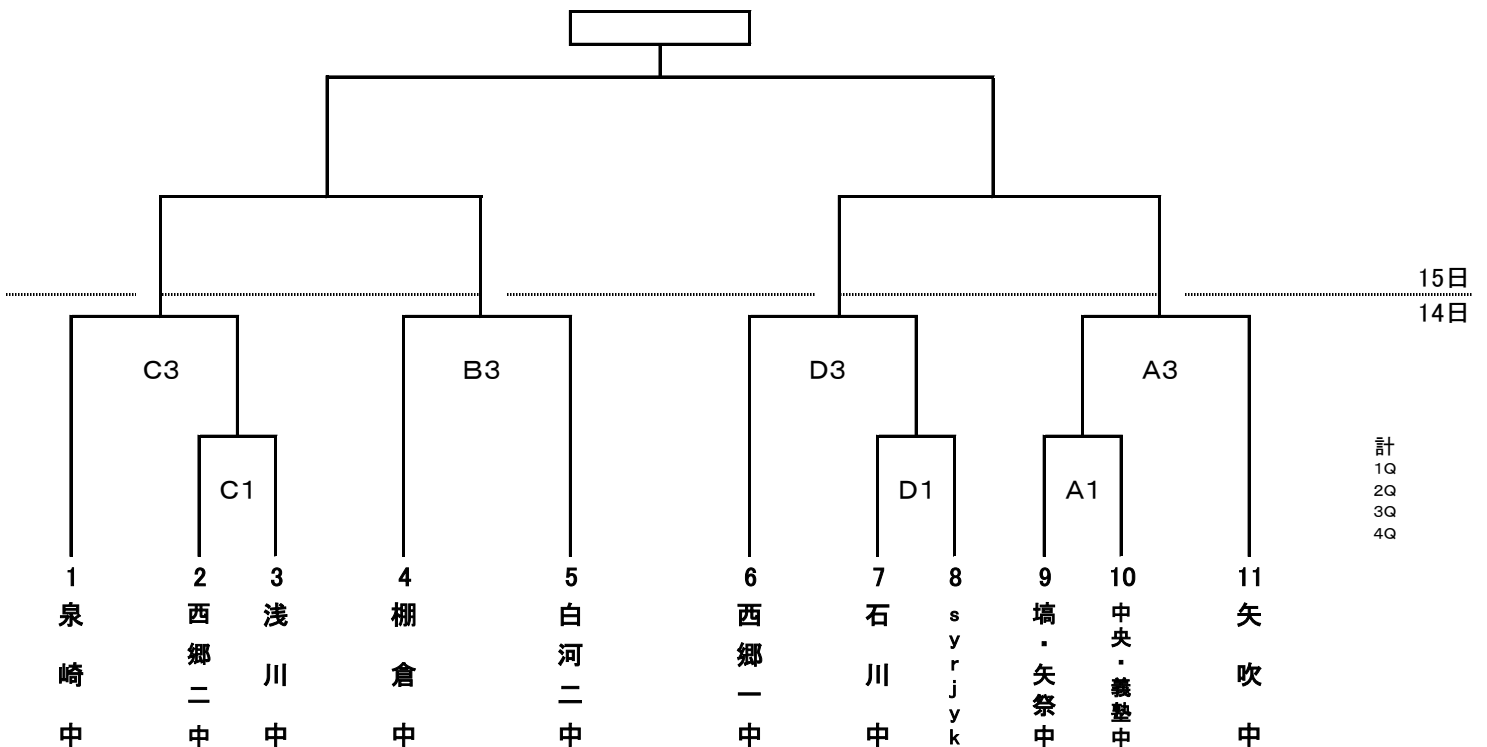 15日
14日
C3
B3
D3
A3
C1
D1
A1
計
1Q
2Q
3Q
4Q
1
泉崎中
2
西郷二中
3
浅川中
4
棚倉中
5
白河二中
6
西郷一中
7
石川中
8
syrjyk
9
塙・矢祭中
10
中央・義塾中
11
矢吹中